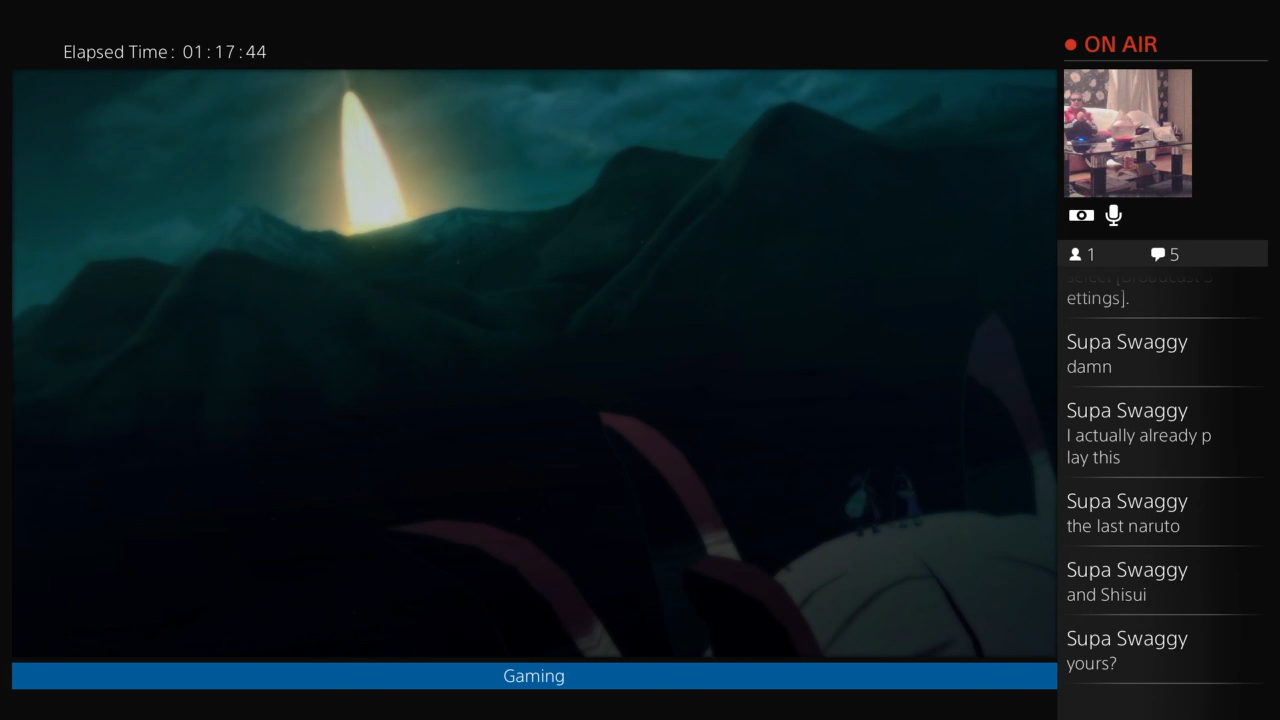 Elapsed Time: 01:17:44
ON AIR
1
5
ettings].
Supa Swaggy
damn
Supa Swaggy
I actually already p
lay this
Supa Swaggy
the last naruto
Supa Swaggy
and Shisui
Supa Swaggy
yours?
Gaming